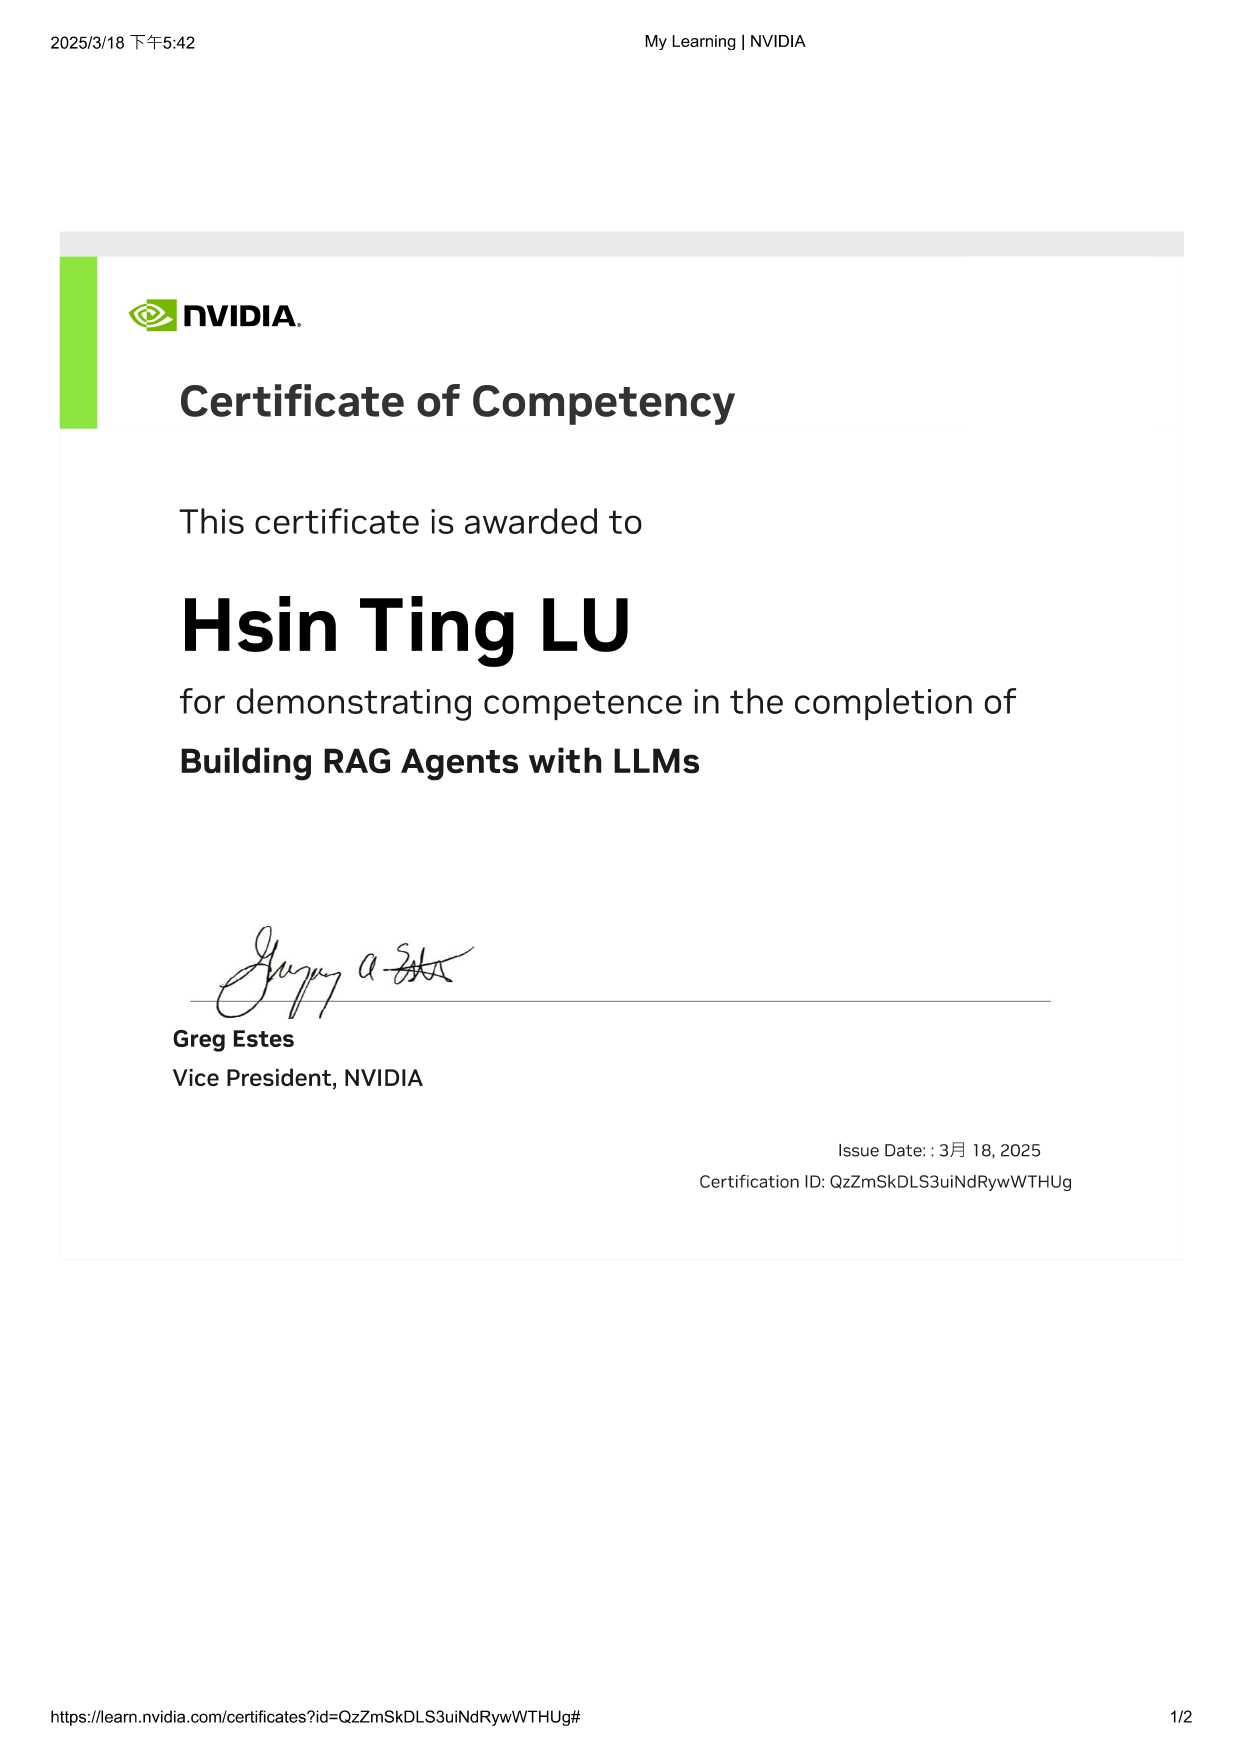 2025/3/18 下午5:42
My Learning | NVIDIA
NVIDIA.
Certificate of Competency
This certificate is awarded to
Hsin Ting LU
for demonstrating competence in the completion of
Building RAG Agents with LLMs
Greg Estes
Vice President, NVIDIA
Issue Date: : 3月 18, 2025
Certification ID: QzZmSkDLS3uiNdRywWTHUg
https://learn.nvidia.com/certificates?id=QzZmSkDLS3uiNdRywWTHUg#
1/2